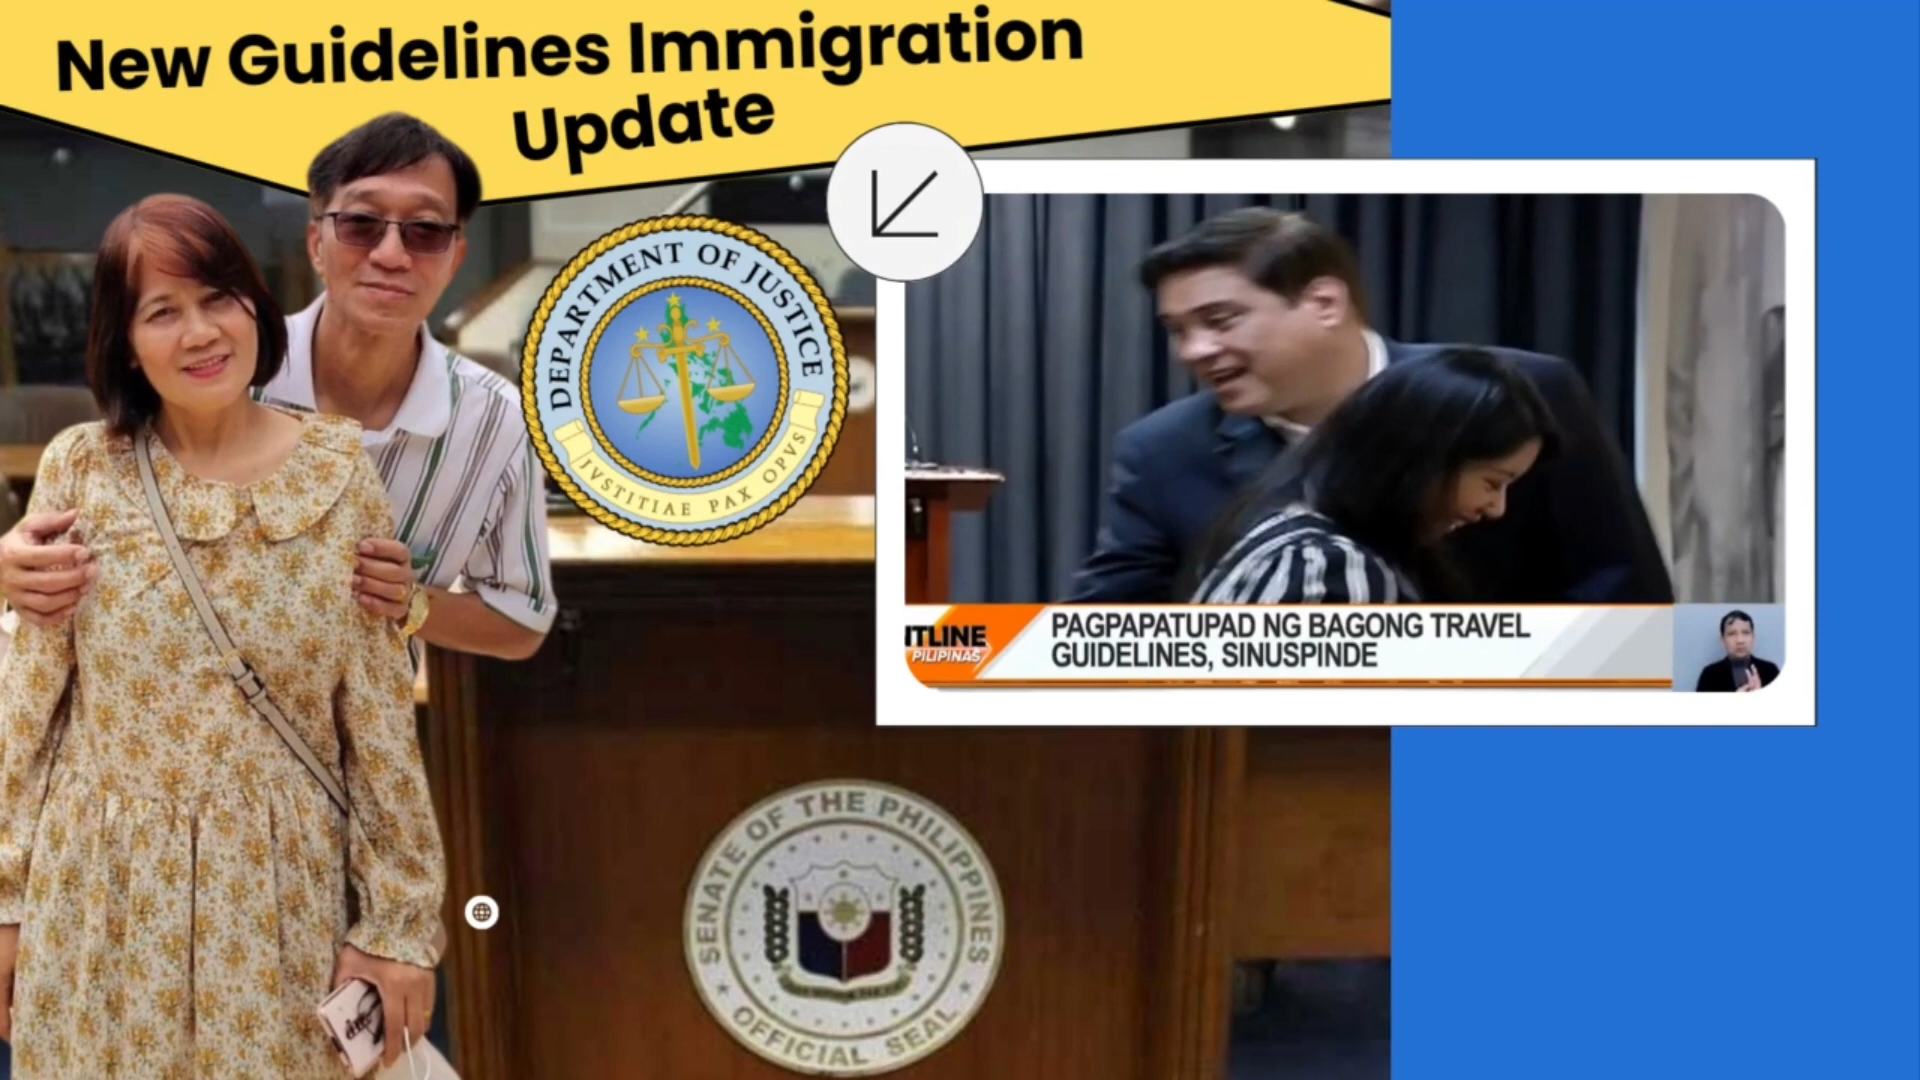 New Guidelines Immigration
Update
DEPARTMENT OF JUSTICE
IVSTITIAE PAX OPVS
NTLINE
PILIPINAS
PAGPAPATUPAD NG BAGONG TRAVEL
GUIDELINES, SINUSPINDE
SENATE OF THE PHILIPPINES
OFFICIAL SEAL